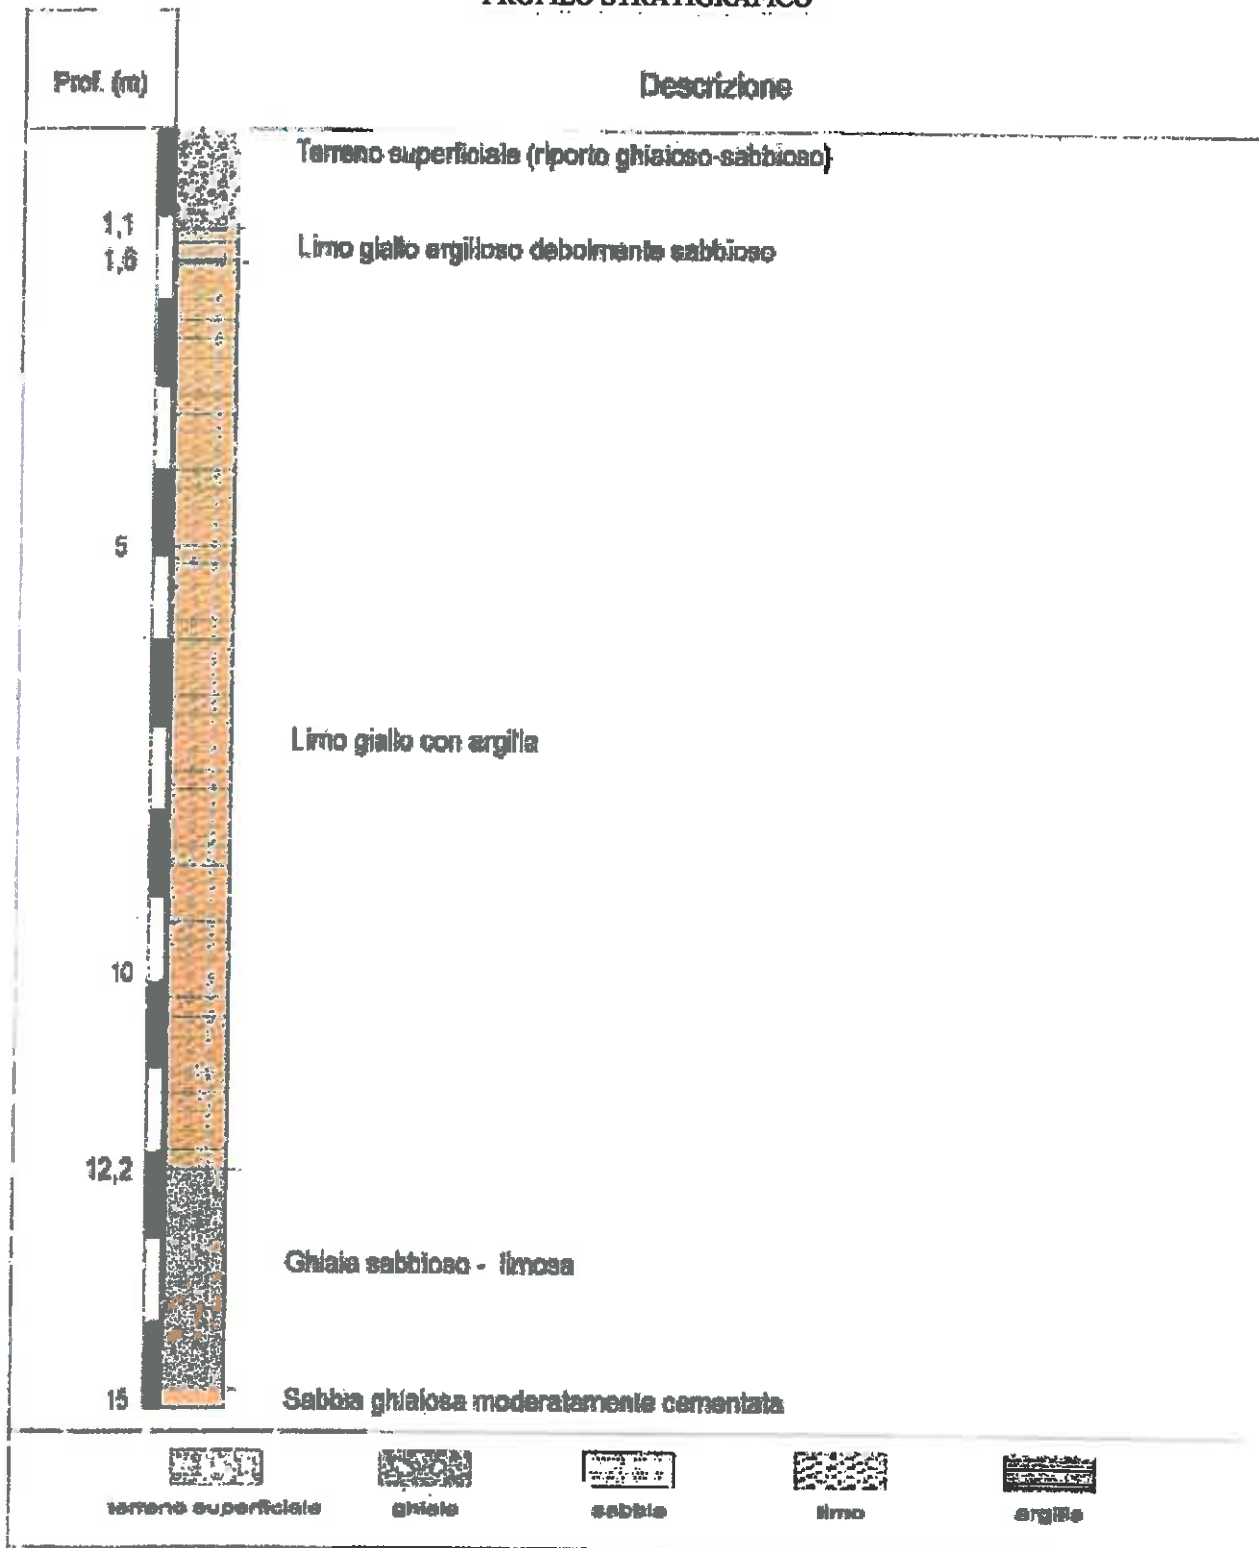 PROFILO STRATIGRAFICO
Prof. (m)
Descrizione
Terreno superficiale (riporto ghiaioso-sabbioso)
1,1
Limo giallo argilloso debolmente sabbioso
1,6
5
Limo giallo con argilla
10
12,2
Ghiaia sabbioso - limosa
15
Sabbia ghiaiosa moderatamente cementata
terreno superficiale
ghiaia
sabbia
limo
argilla